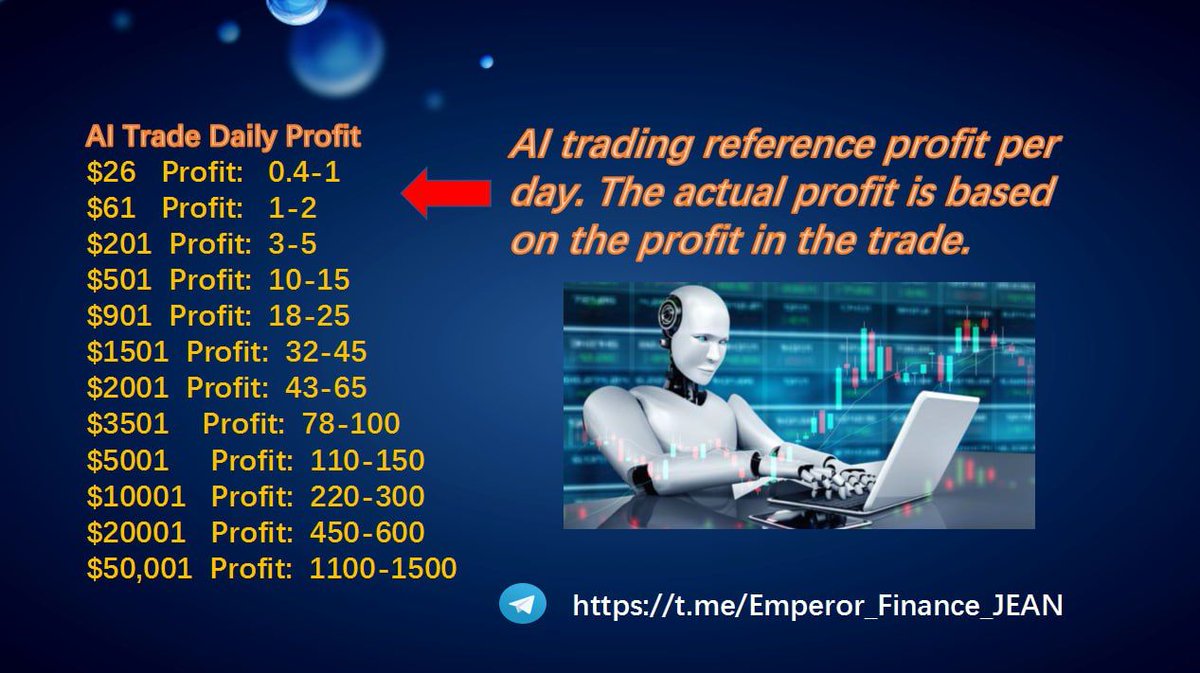 AI Trade Daily Profit
$26 Profit: 0.4-1
$61 Profit: 1-2
$201 Profit: 3-5
$501 Profit: 10-15
$901 Profit: 18-25
$1501 Profit: 32-45
$2001 Profit: 43-65
$3501 Profit: 78-100
$5001 Profit: 110-150
$10001 Profit: 220-300
$20001 Profit: 450-600
$50,001 Profit: 1100-1500
AI trading reference profit per
day. The actual profit is based
on the profit in the trade.
https://t.me/Emperor_Finance_JEAN